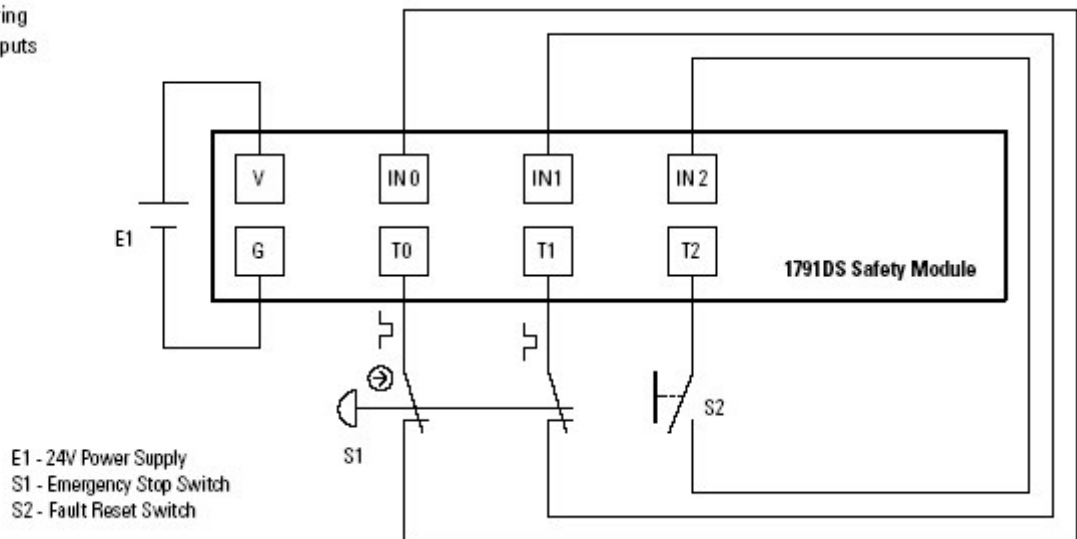 puts
V
IN 0
IN1
IN 2
E1
G
T0
T1
T2
1791DS Safety Module
S1
S2
E1 - 24V Power Supply
S1 - Emergency Stop Switch
S2 - Fault Reset Switch